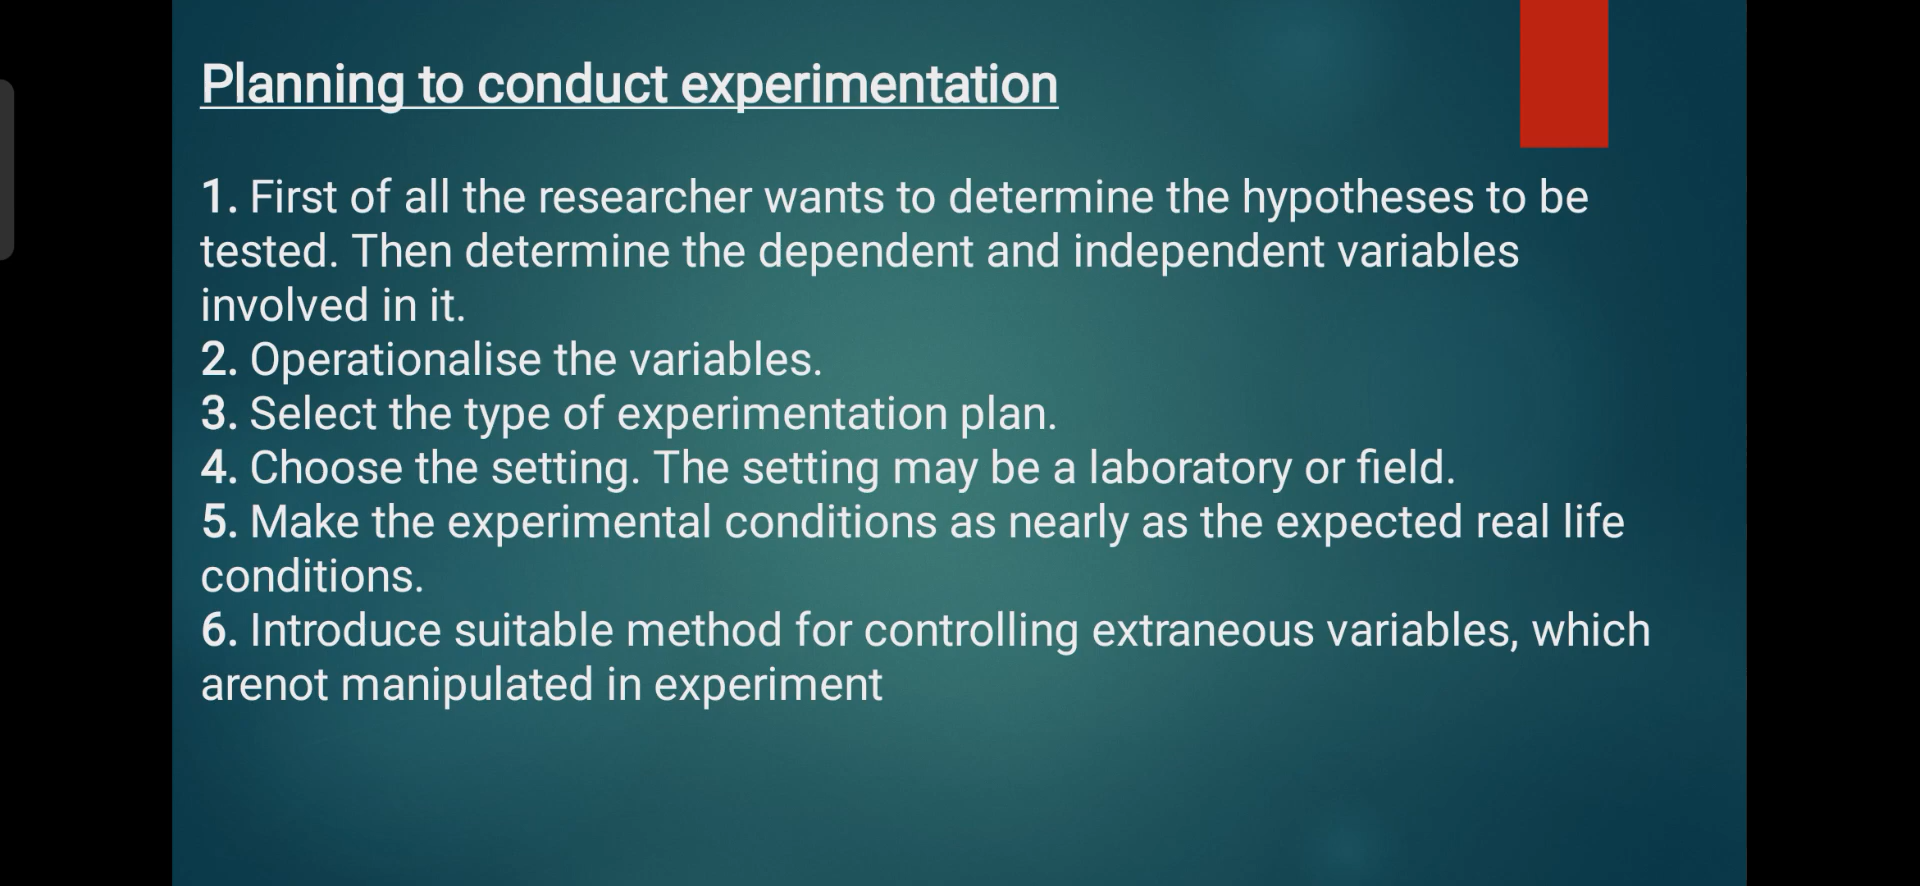 Planning to conduct experimentation
1. First of all the researcher wants to determine the hypotheses to be
tested. Then determine the dependent and independent variables
involved in it.
2. Operationalise the variables.
3. Select the type of experimentation plan.
4. Choose the setting. The setting may be a laboratory or field.
5. Make the experimental conditions as nearly as the expected real life
conditions.
6. Introduce suitable method for controlling extraneous variables, which
arenot manipulated in experiment